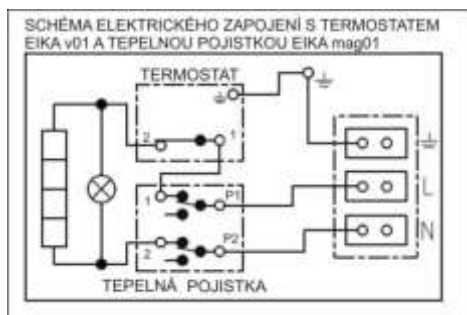 SCHÉMA ELEKTRICKÉHO ZAPOJENÍ S TERMOSTATEM
EIKA v01 A TEPELNOU POJISTKOU EIKA mag01
TERMOSTAT
2
1
1
P1
L
2
P2
N
TEPELNÁ POJISTKA